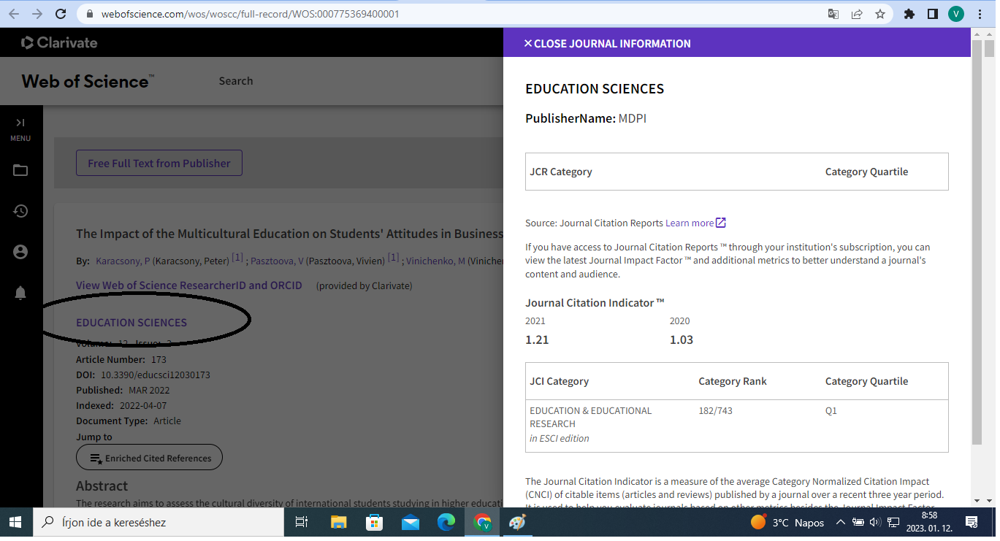 webofscience.com/wos/woscc/full-record/WOS:000775369400001
V
Clarivate
Web of Science™
Search
MENU
Free Full Text from Publisher
The Impact of the Multicultural Education on Students' Attitudes in Business
By: Karacsony, P (Karacsony, Peter) [1] ; Pasztoova, V (Pasztoova, Vivien) [1] ; Vinichenko, M (Viniche
View Web of Science ResearcherID and ORCID (provided by Clarivate)
EDUCATION SCIENCES
Volume: 12 Issue: 3
Article Number: 173
DOI: 10.3390/educsci12030173
Published: MAR 2022
Indexed: 2022-04-07
Document Type: Article
Jump to
Enriched Cited References
Abstract
The research aims to assess the cultural diversity of international students studying in higher educati
× CLOSE JOURNAL INFORMATION
EDUCATION SCIENCES
PublisherName: MDPI
JCR Category Category Quartile
Source: Journal Citation Reports Learn more
If you have access to Journal Citation Reports ™ through your institution's subscription, you can
view the latest Journal Impact Factor ™ and additional metrics to better understand a journal's
content and audience.
Journal Citation Indicator ™
2021 2020
1.21 1.03
JCI Category Category Rank Category Quartile
EDUCATION & EDUCATIONAL 182/743 Q1
RESEARCH
in ESCI edition
The Journal Citation Indicator is a measure of the average Category Normalized Citation Impact
(CNCI) of citable items (articles and reviews) published by a journal over a recent three year period.
It is used to help you evaluate journals based on other metrics besides the Journal Impact Factor
Írjon ide a kereséshez
V
3°C Napos
8:58
2023. 01. 12.